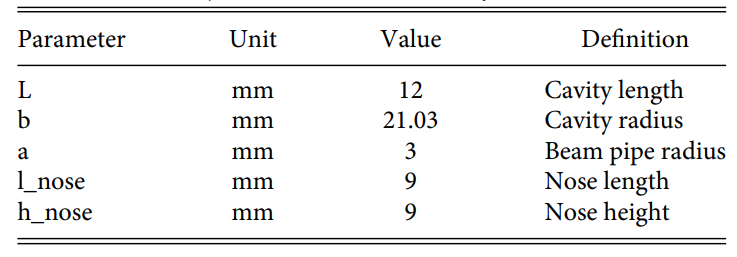 Parameter Unit Value Definition
L mm 12 Cavity length
b mm 21.03 Cavity radius
a mm 3 Beam pipe radius
l_nose mm 9 Nose length
h_nose mm 9 Nose height